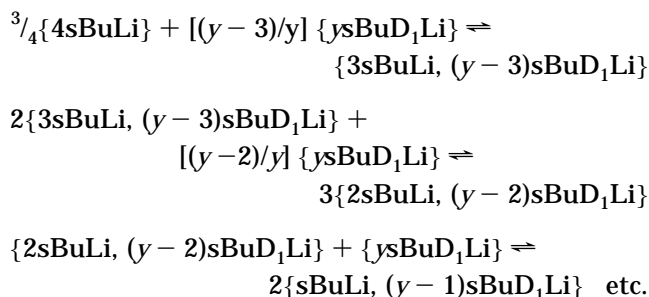 ³/₄{4sBuLi} + [(y − 3)/y] {ysBuD₁Li} ⇌
{3sBuLi, (y − 3)sBuD₁Li}
2{3sBuLi, (y − 3)sBuD₁Li} +
[(y −2)/y] {ysBuD₁Li} ⇌
3{2sBuLi, (y − 2)sBuD₁Li}
{2sBuLi, (y − 2)sBuD₁Li} + {ysBuD₁Li} ⇌
2{sBuLi, (y − 1)sBuD₁Li} etc.